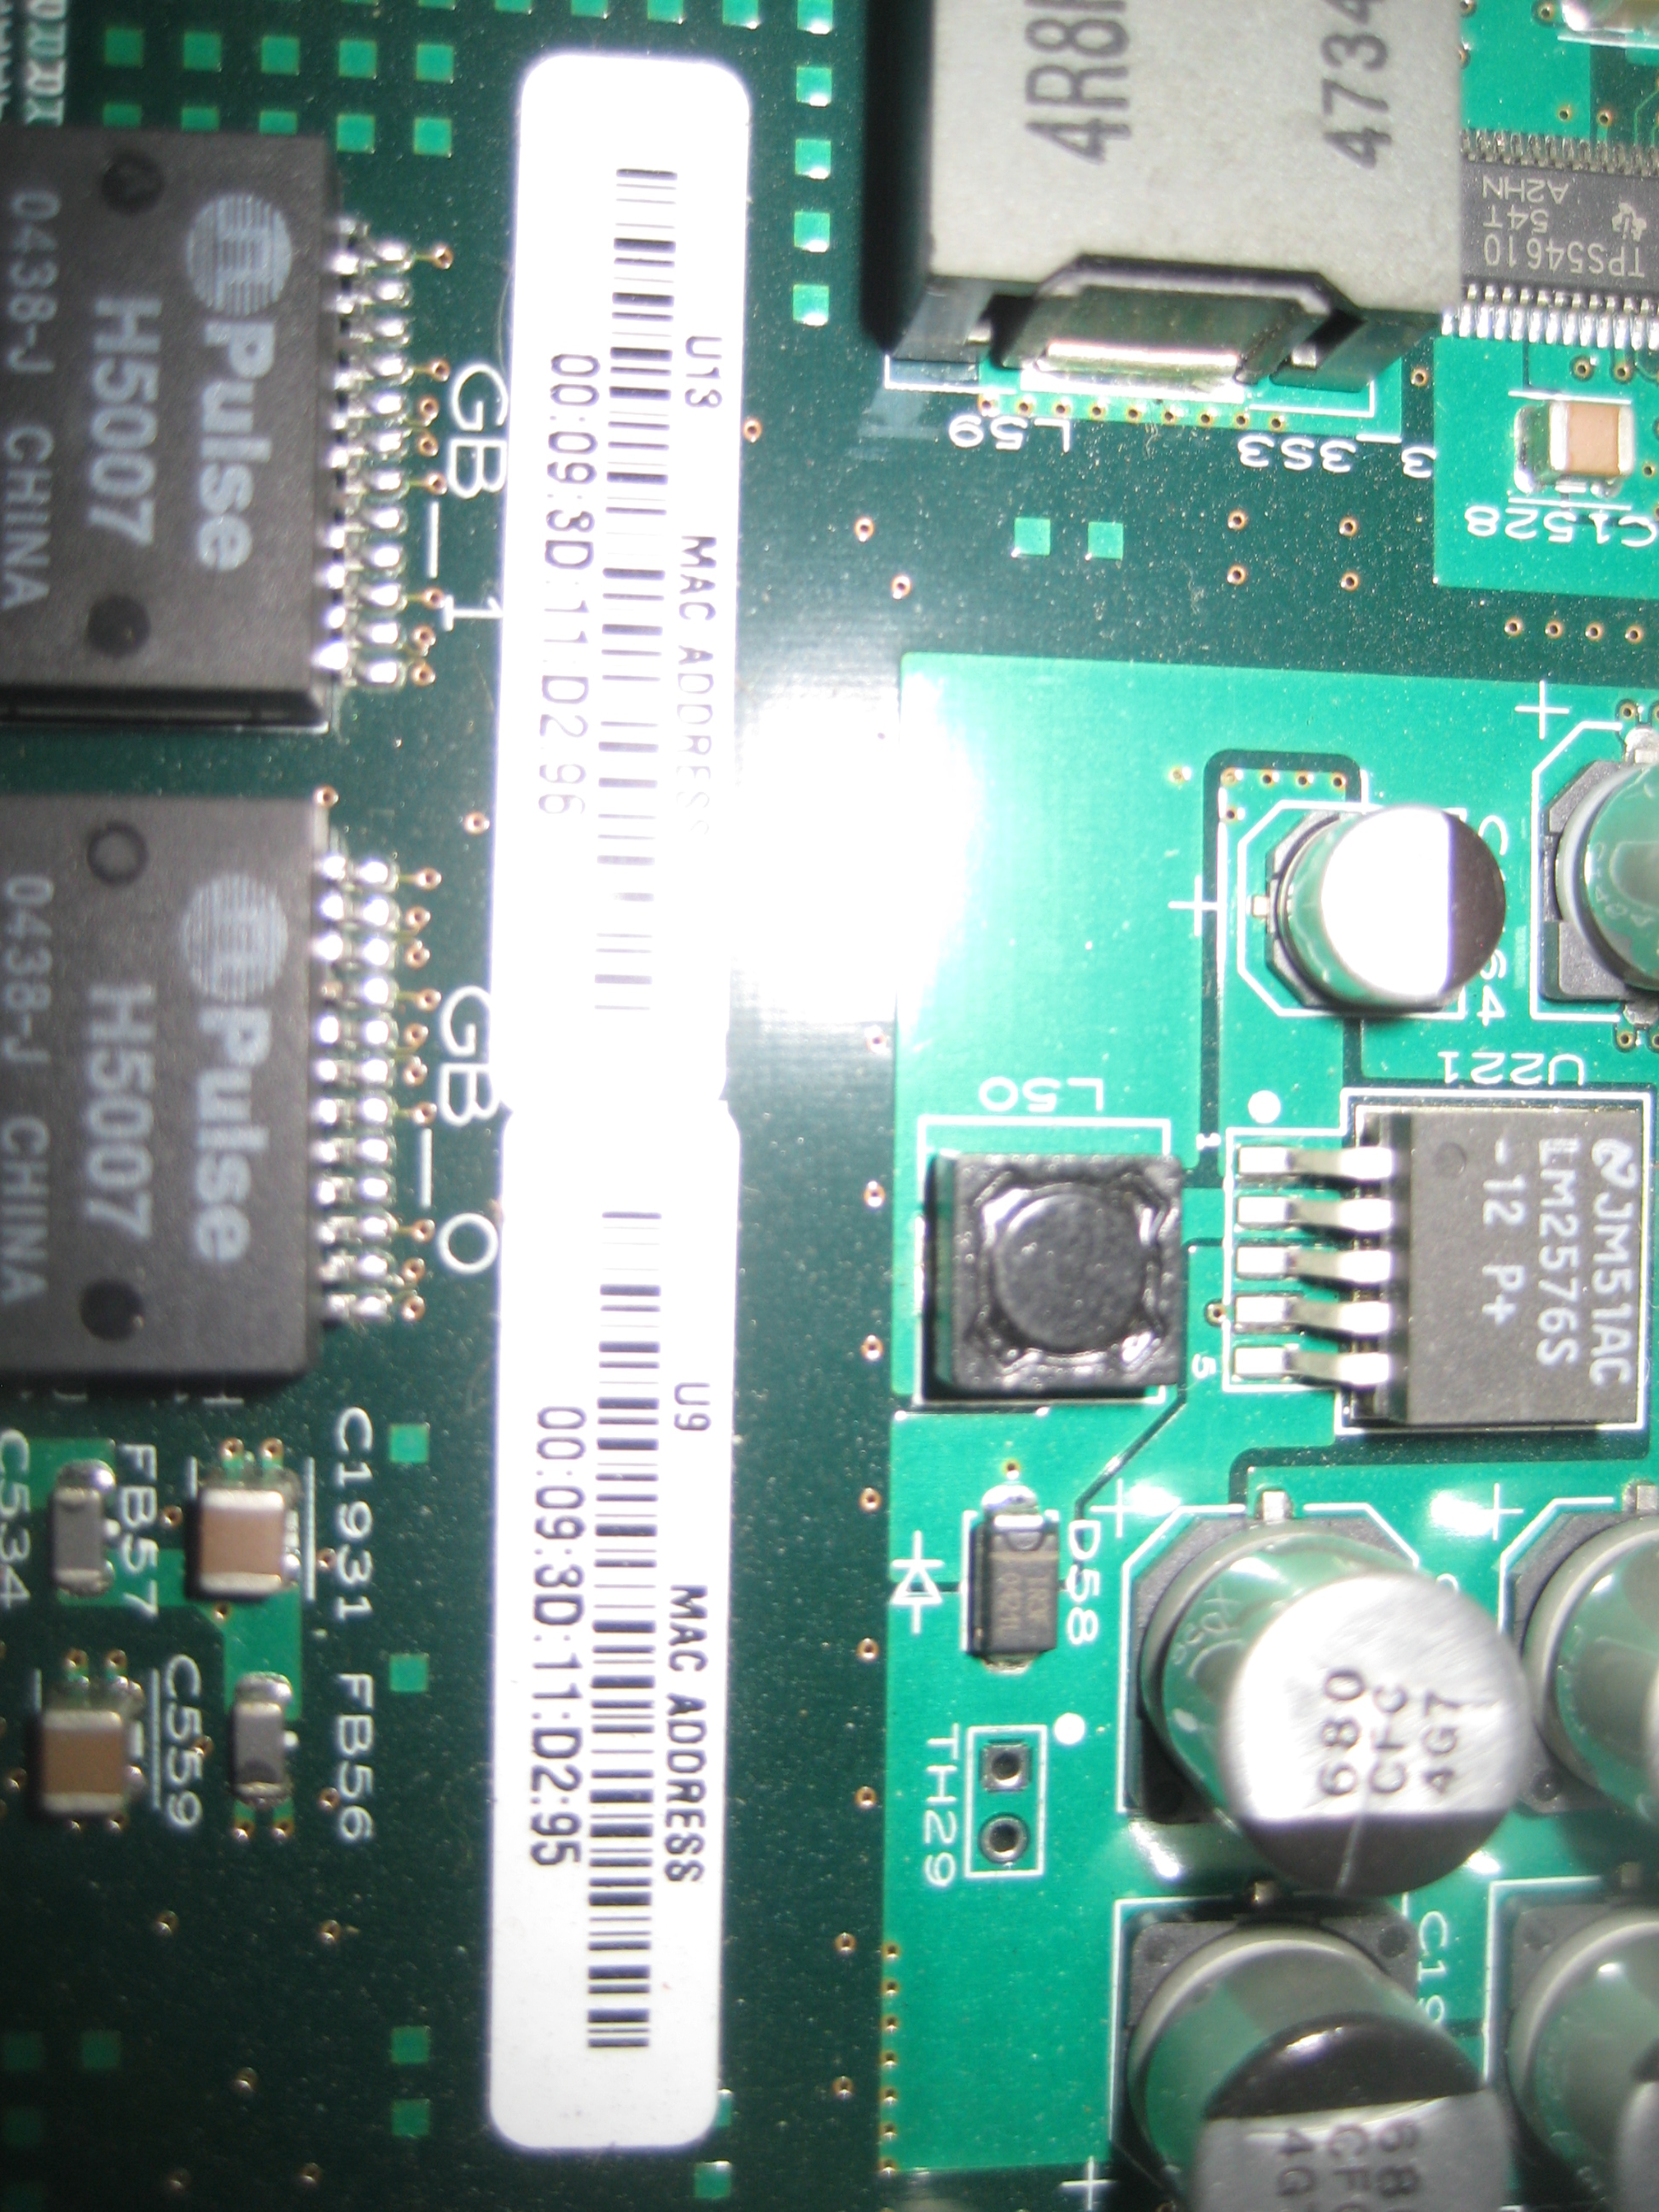 Pulse
H5007
0438-J CHINA
GB_1
U13 MAC ADDRESS
00:09:3D:11:D2:96
4R8
4734
TPS54610
54T
A2HN
L59
3_3S3
C1528
Pulse
H5007
0438-J CHINA
GB_0
U9 MAC ADDRESS
00:09:3D:11:D2:95
L50
U221
1
5
JM51AC
LM2576S
-12 P+
C1931
FB57
C534
FB56
C559
D58
TH29
680
CFC
4G7